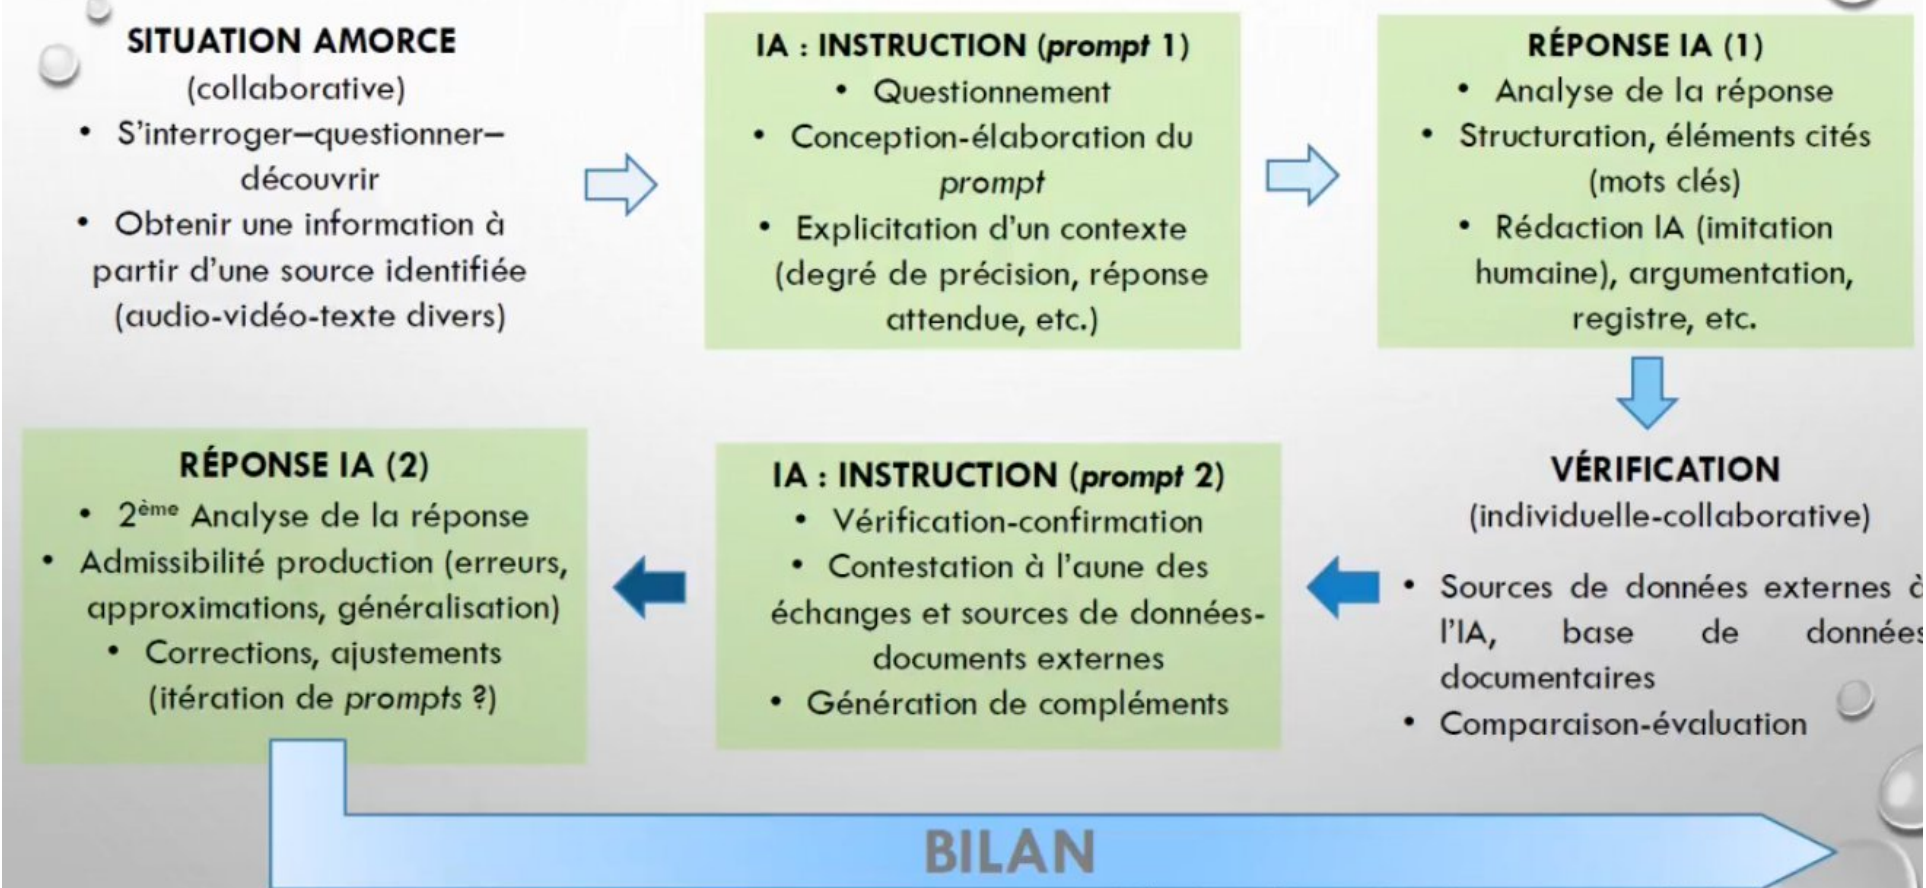 SITUATION AMORCE
(collaborative)
• S'interroger–questionner–
découvrir
• Obtenir une information à
partir d'une source identifiée
(audio-vidéo-texte divers)
IA : INSTRUCTION (prompt 1)
• Questionnement
• Conception-élaboration du
prompt
• Explicitation d'un contexte
(degré de précision, réponse
attendue, etc.)
RÉPONSE IA (1)
• Analyse de la réponse
• Structuration, éléments cités
(mots clés)
• Rédaction IA (imitation
humaine), argumentation,
registre, etc.
VÉRIFICATION
(individuelle-collaborative)
• Sources de données externes à
l'IA, base de données
documentaires
• Comparaison-évaluation
IA : INSTRUCTION (prompt 2)
• Vérification-confirmation
• Contestation à l'aune des
échanges et sources de données-
documents externes
• Génération de compléments
RÉPONSE IA (2)
• 2ème Analyse de la réponse
• Admissibilité production (erreurs,
approximations, généralisation)
• Corrections, ajustements
(itération de prompts ?)
BILAN